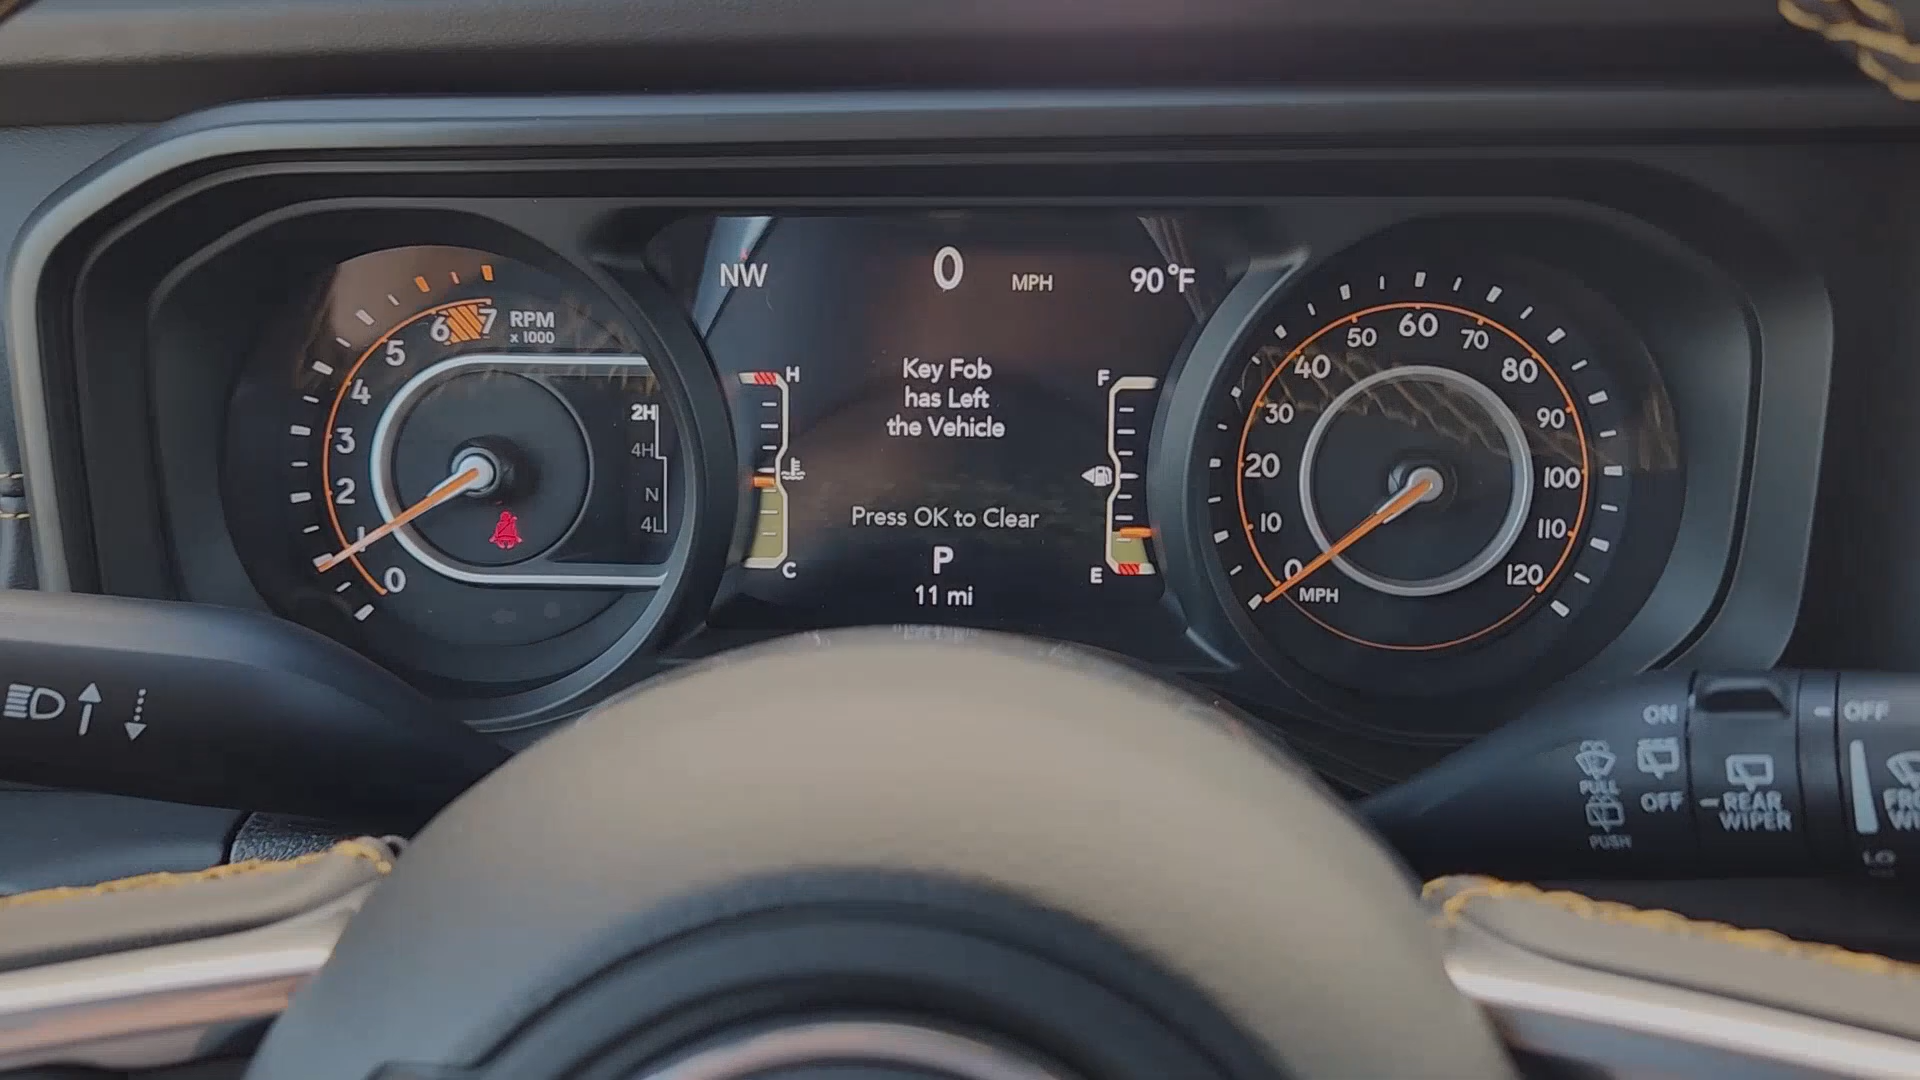 NW 0 MPH 90°F
6 7 RPM
x 1000
5
4
3
2
1
0
2H
4H
N
4L
H
C
Key Fob
has Left
the Vehicle
Press OK to Clear
P
11 mi
F
E
0 10 20 30 40 50 60 70 80 90 100 110 120
MPH
ON
OFF
PULL
PUSH
REAR
WIPER
OFF
LO